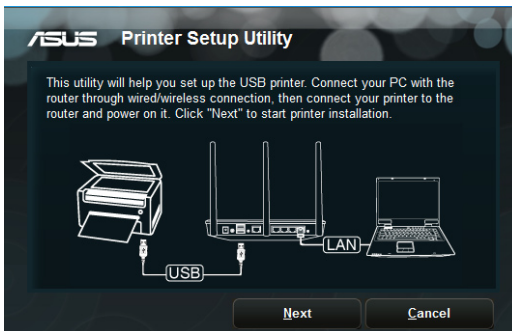 ASUS Printer Setup Utility
This utility will help you set up the USB printer. Connect your PC with the
router through wired/wireless connection, then connect your printer to the
router and power on it. Click "Next" to start printer installation.
LAN
USB
Next
Cancel